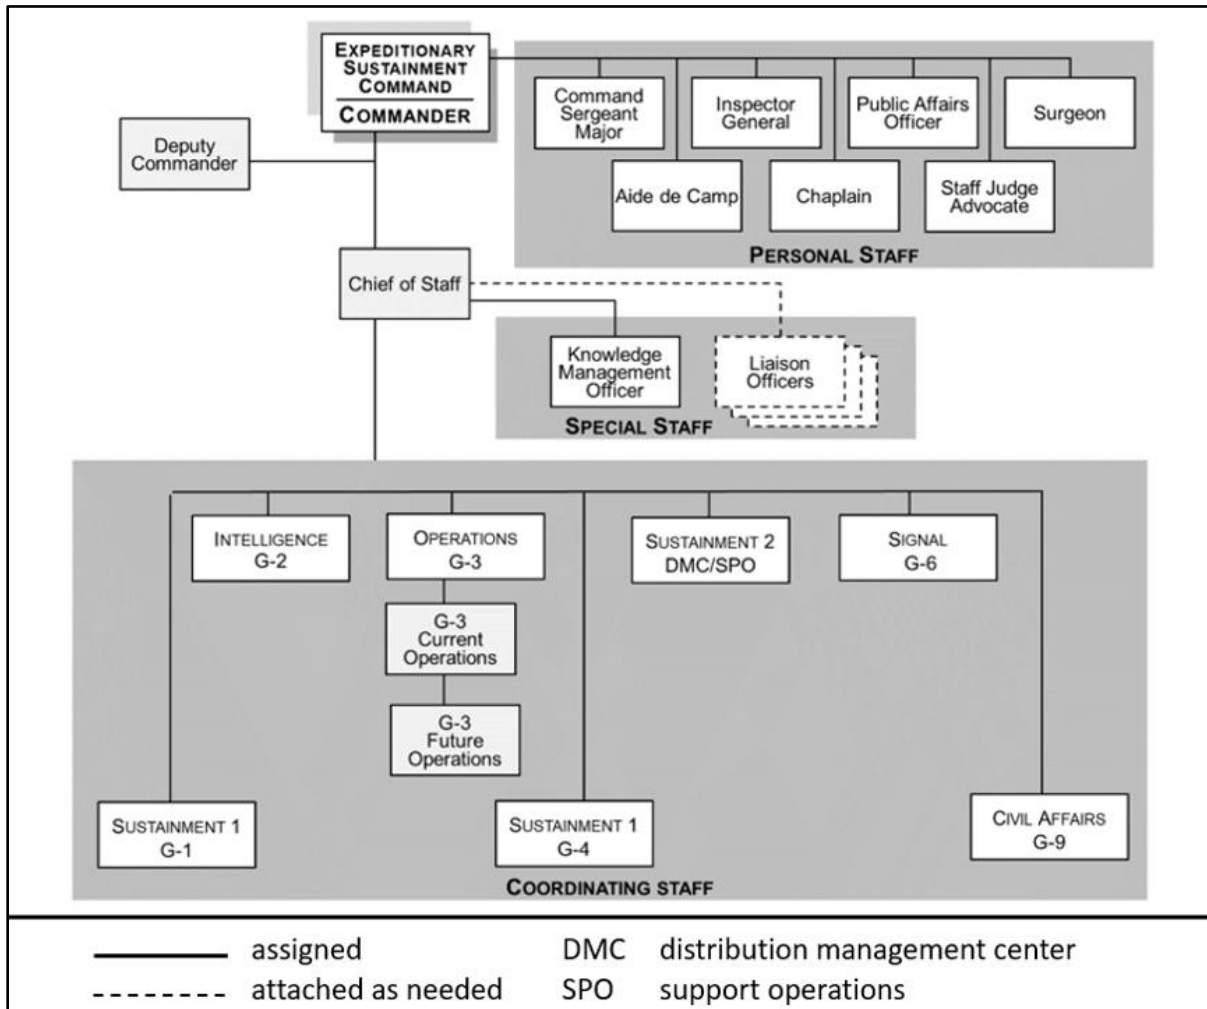 EXPEDITIONARY
SUSTAINMENT
COMMAND
COMMANDER
Deputy
Commander
Command
Sergeant
Major
Inspector
General
Public Affairs
Officer
Surgeon
Aide de Camp
Chaplain
Staff Judge
Advocate
PERSONAL STAFF
Chief of Staff
Knowledge
Management
Officer
Liaison
Officers
SPECIAL STAFF
INTELLIGENCE
G-2
OPERATIONS
G-3
SUSTAINMENT 2
DMC/SPO
SIGNAL
G-6
G-3
Current
Operations
G-3
Future
Operations
SUSTAINMENT 1
G-1
SUSTAINMENT 1
G-4
CIVIL AFFAIRS
G-9
COORDINATING STAFF
assigned
DMC distribution management center
attached as needed
SPO support operations